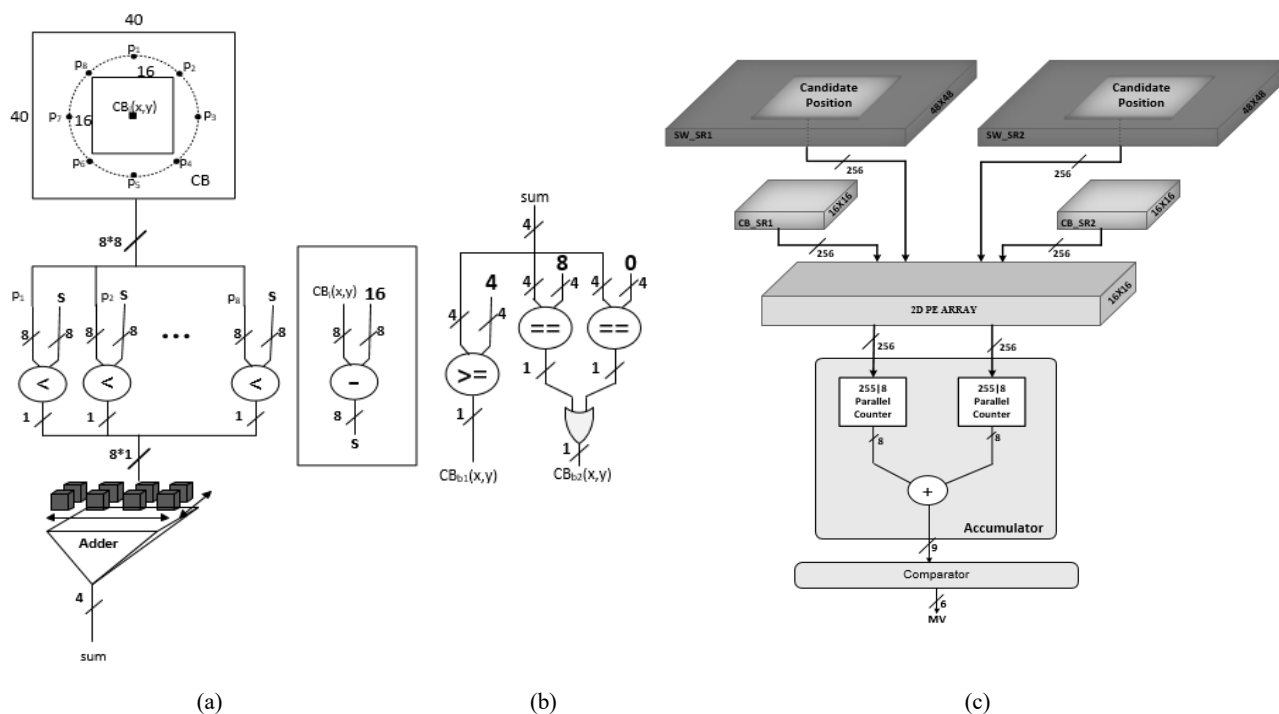 40
40
p1
p8
16
p2
CBi(x,y)
p7
16
p3
p6
p4
p5
CB
8*8
p1
S
p2
S
p8
S
8
8
8
8
8
8
...
<
<
<
1
1
1
8*1
Adder
4
sum
CBi(x,y)
16
8
8
-
8
S
(a)
sum
4
4
8
0
4
4
4
4
4
4
==
==
>=
1
1
1
1
CBb1(x,y)
CBb2(x,y)
(b)
Candidate
Position
48X48
SW_SR1
Candidate
Position
48X48
SW_SR2
256
256
CB_SR1
16X16
CB_SR2
16X16
256
256
2D PE ARRAY
16X16
256
256
255|8
Parallel
Counter
255|8
Parallel
Counter
8
8
+
Accumulator
9
Comparator
6
MV
(c)